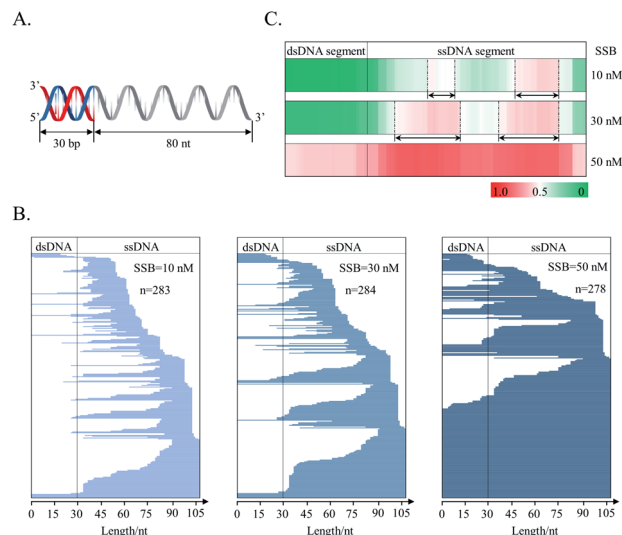 A.
3’
5’
3’
30 bp
80 nt
C.
dsDNA segment
ssDNA segment
SSB
10 nM
30 nM
50 nM
1.0
0.5
0
B.
dsDNA
ssDNA
SSB=10 nM
n=283
0 15 30 45 60 75 90 105
Length/nt
dsDNA
ssDNA
SSB=30 nM
n=284
0 15 30 45 60 75 90 105
Length/nt
dsDNA
ssDNA
SSB=50 nM
n=278
0 15 30 45 60 75 90 105
Length/nt